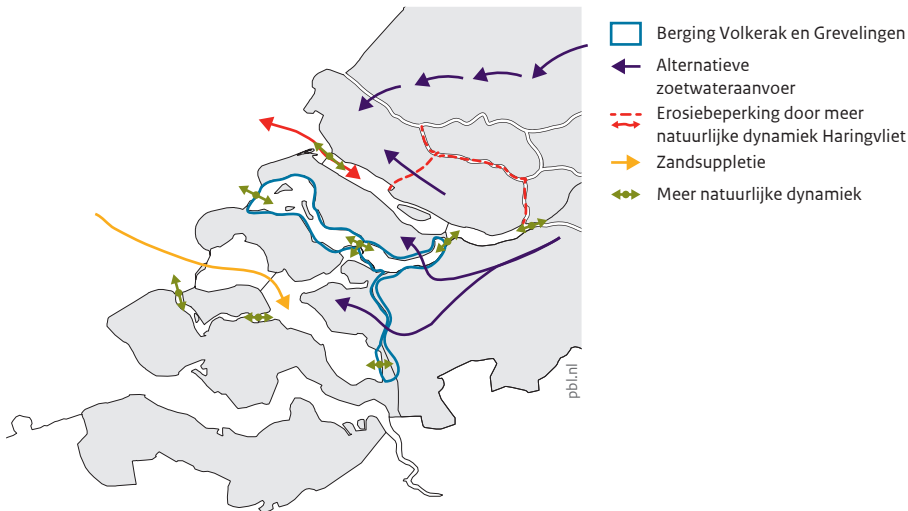 Berging Volkerak en Grevelingen
Alternatieve
zoetwateraanvoer
Erosiebeperking door meer
natuurlijke dynamiek Haringvliet
Zandsuppletie
Meer natuurlijke dynamiek
pbl.nl